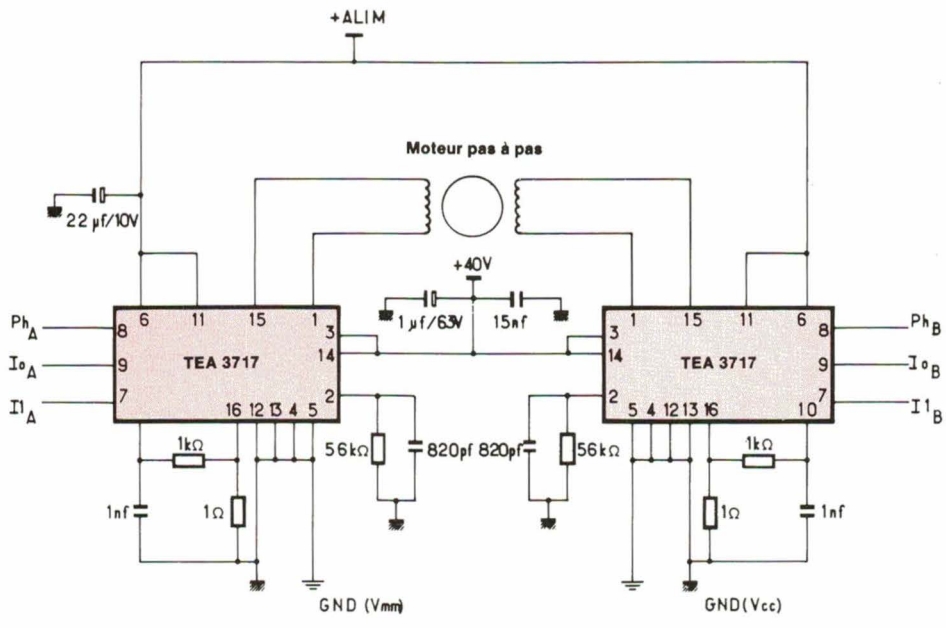 +ALIM
Moteur pas à pas
22 µf/10V
+40V
1 µf/63V 15nf
6 11 15 1
3
14
2
8
9
7
Ph A
Io A
I1 A
TEA 3717
16 12 13 4 5
1 15 11 6
3
14
2
8
9
7
10
Ph B
Io B
I1 B
TEA 3717
5 4 12 13 16
1kΩ
1nf
1Ω
56kΩ
820pf
820pf
56kΩ
1kΩ
1Ω
1nf
GND (Vmm)
GND(Vcc)